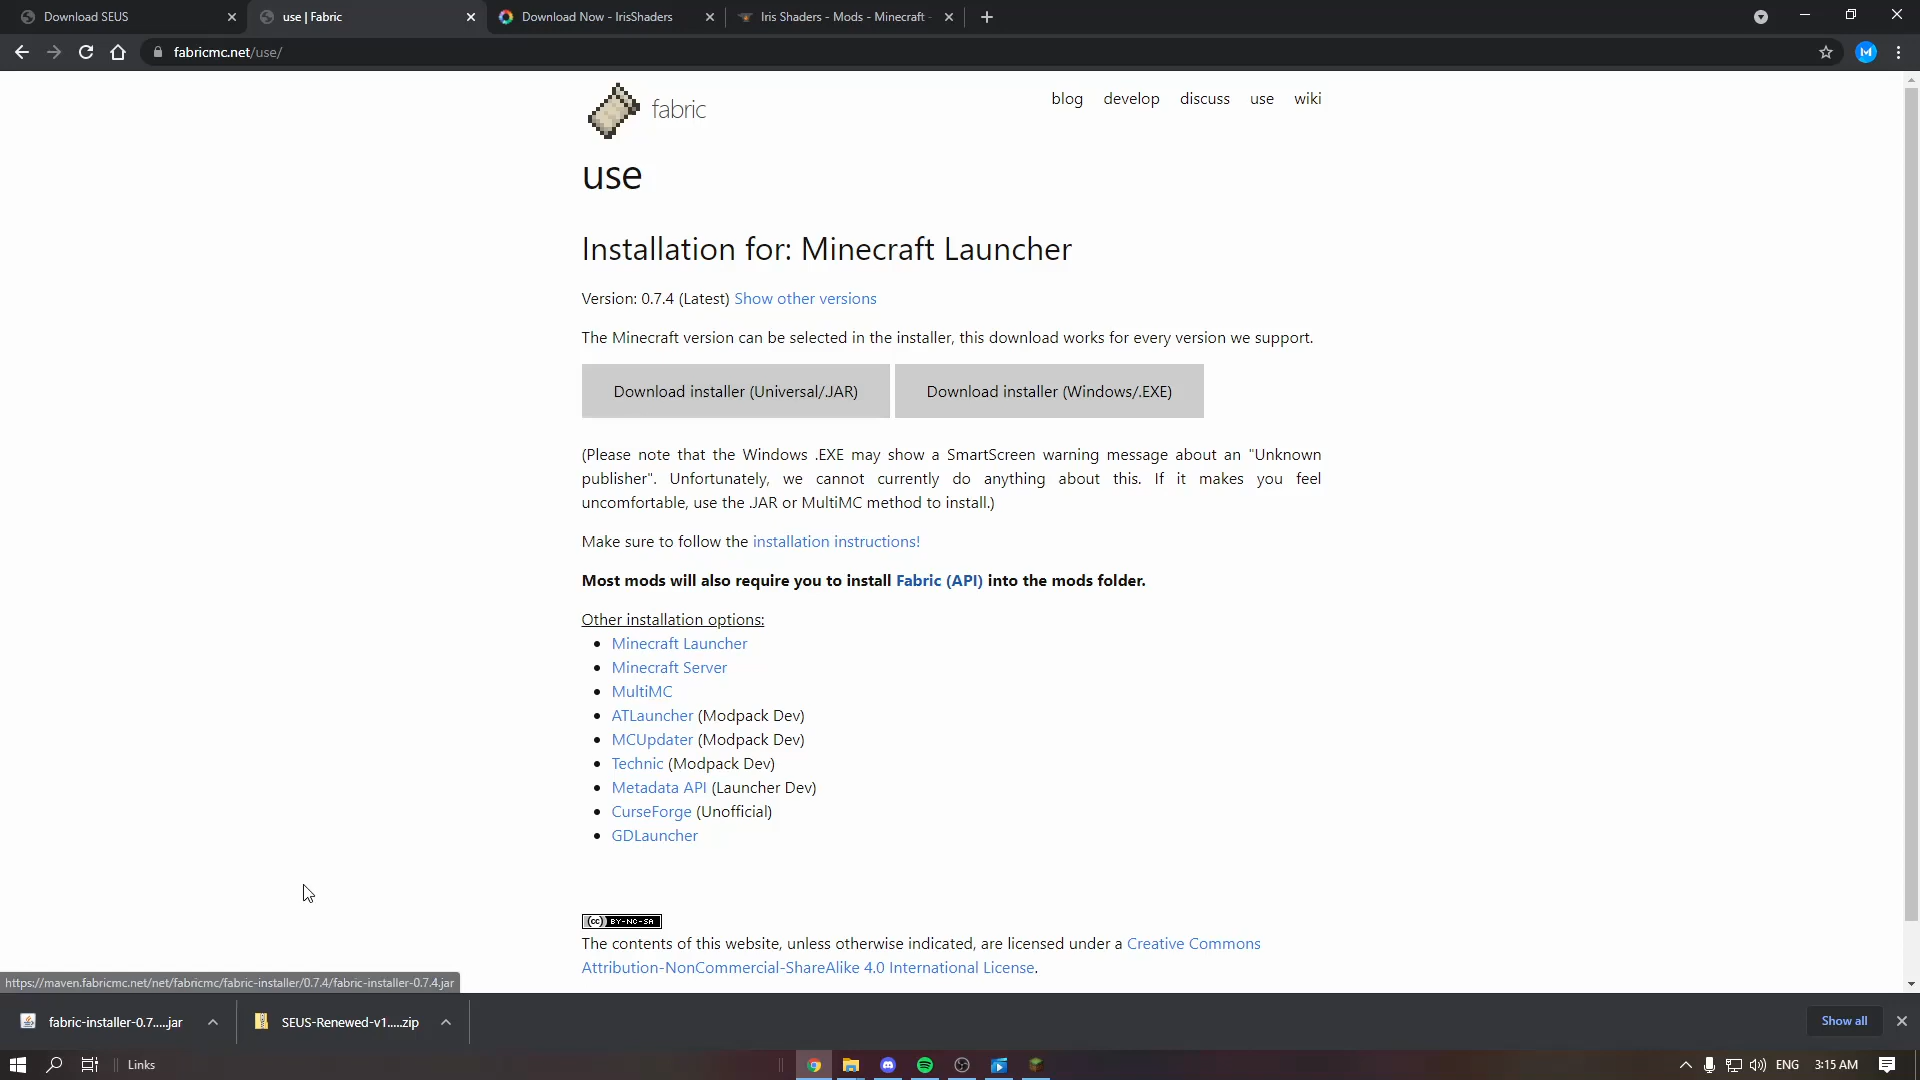 Download SEUS
use | Fabric
Download Now - IrisShaders
Iris Shaders - Mods - Minecraft -
fabricmc.net/use/
M
fabric
blog develop discuss use wiki
use
Installation for: Minecraft Launcher
Version: 0.7.4 (Latest) Show other versions
The Minecraft version can be selected in the installer, this download works for every version we support.
Download installer (Universal/.JAR)
Download installer (Windows/.EXE)
(Please note that the Windows .EXE may show a SmartScreen warning message about an "Unknown
publisher". Unfortunately, we cannot currently do anything about this. If it makes you feel
uncomfortable, use the .JAR or MultiMC method to install.)
Make sure to follow the installation instructions!
Most mods will also require you to install Fabric (API) into the mods folder.
Other installation options:
Minecraft Launcher
Minecraft Server
MultiMC
ATLauncher (Modpack Dev)
MCUpdater (Modpack Dev)
Technic (Modpack Dev)
Metadata API (Launcher Dev)
CurseForge (Unofficial)
GDLauncher
(cc) BY-NC-SA
The contents of this website, unless otherwise indicated, are licensed under a Creative Commons
Attribution-NonCommercial-ShareAlike 4.0 International License.
https://maven.fabricmc.net/net/fabricmc/fabric-installer/0.7.4/fabric-installer-0.7.4.jar
fabric-installer-0.7.....jar
SEUS-Renewed-v1.....zip
Show all
Links
ENG
3:15 AM